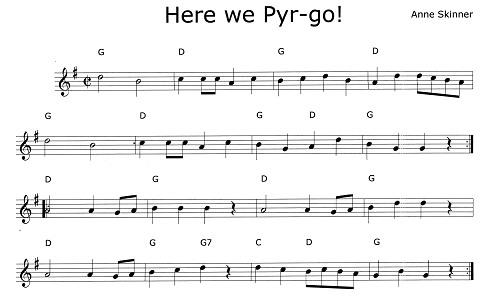 Here we Pyr-go!
Anne Skinner
G D G D
G D G D G
D G D G
D G G7 C D G